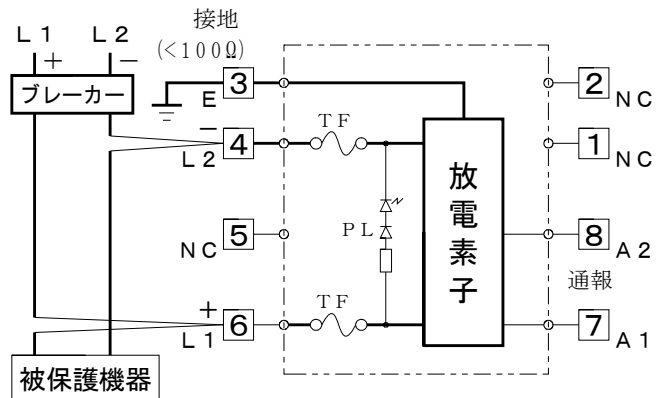 L1 L2
+ −
ブレーカー
接地
(<100Ω)
3 E
− 4 L2
TF
5 NC
PL
+ 6 L1
TF
放電素子
2 NC
1 NC
8 A2
通報
7 A1
被保護機器